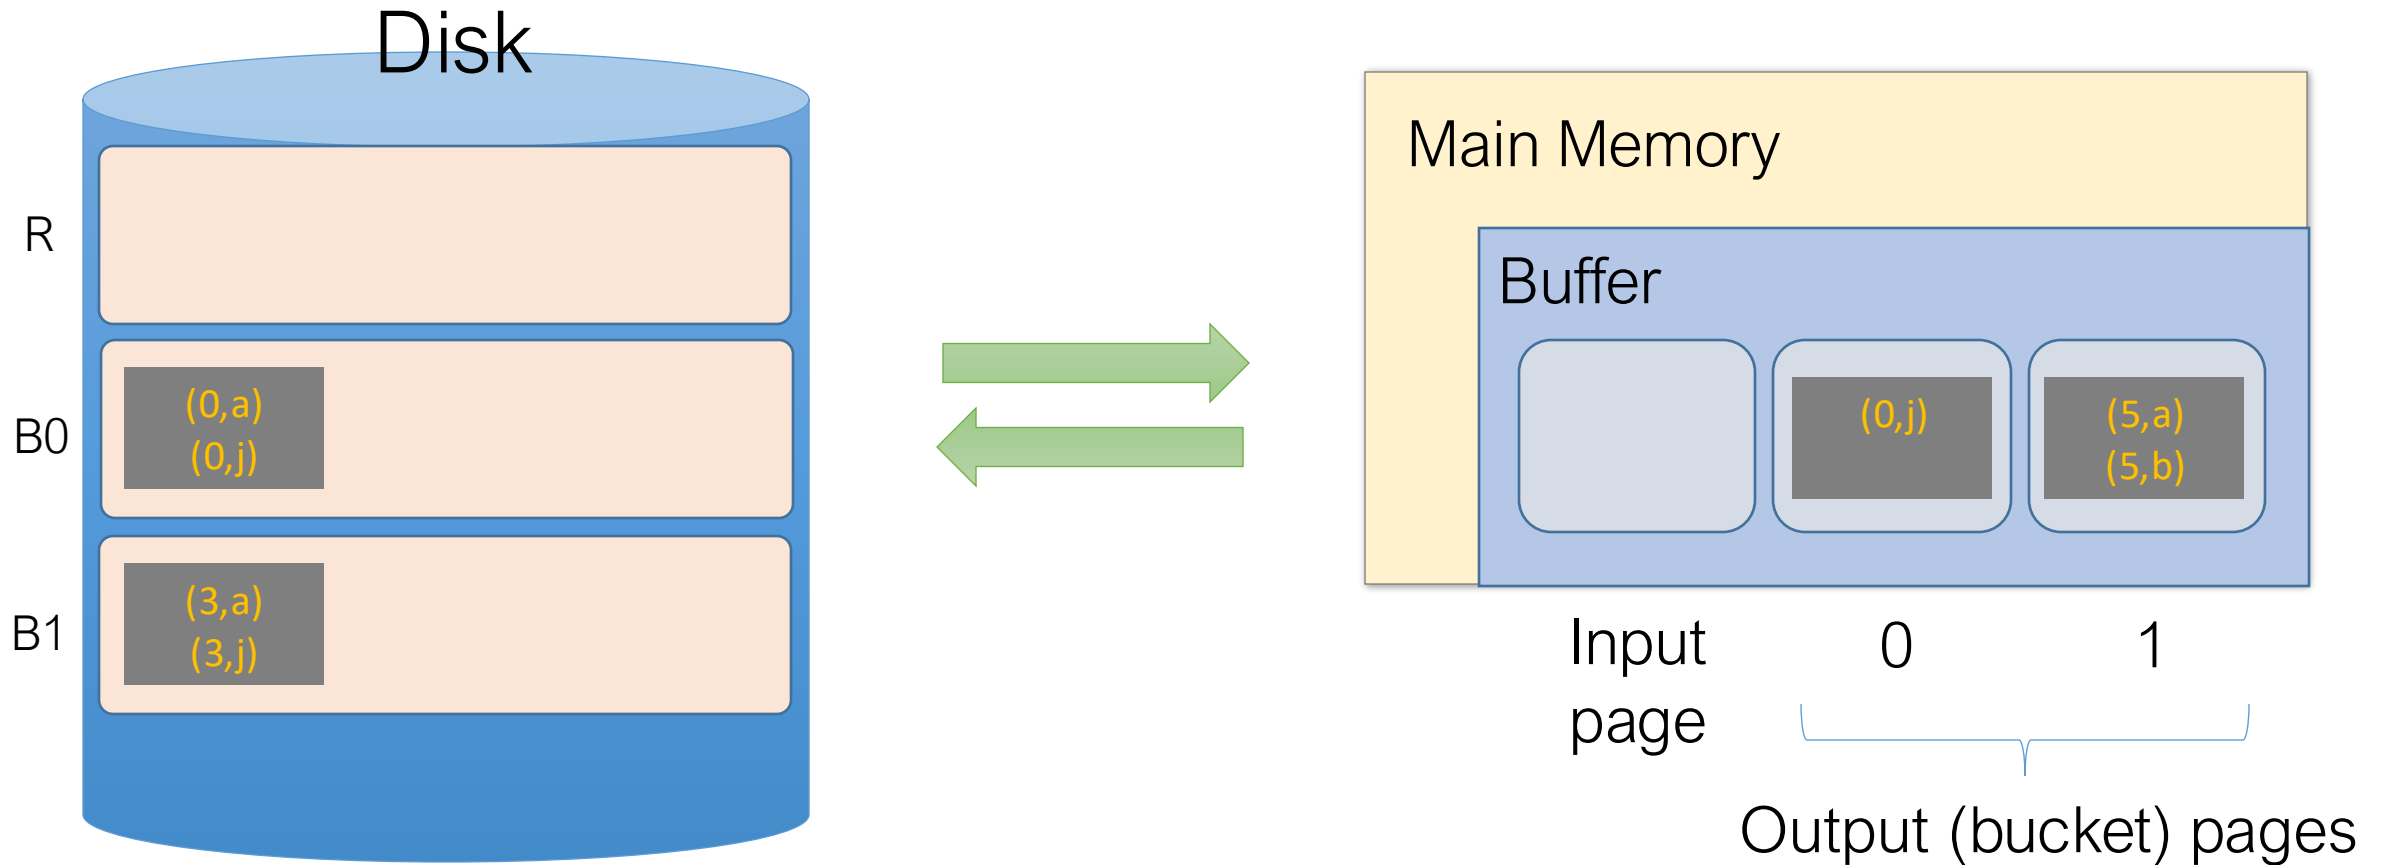 Disk
R
B0
(0,a)
(0,j)
B1
(3,a)
(3,j)
Main Memory
Buffer
(0,j)
(5,a)
(5,b)
Input
page
0
1
Output (bucket) pages